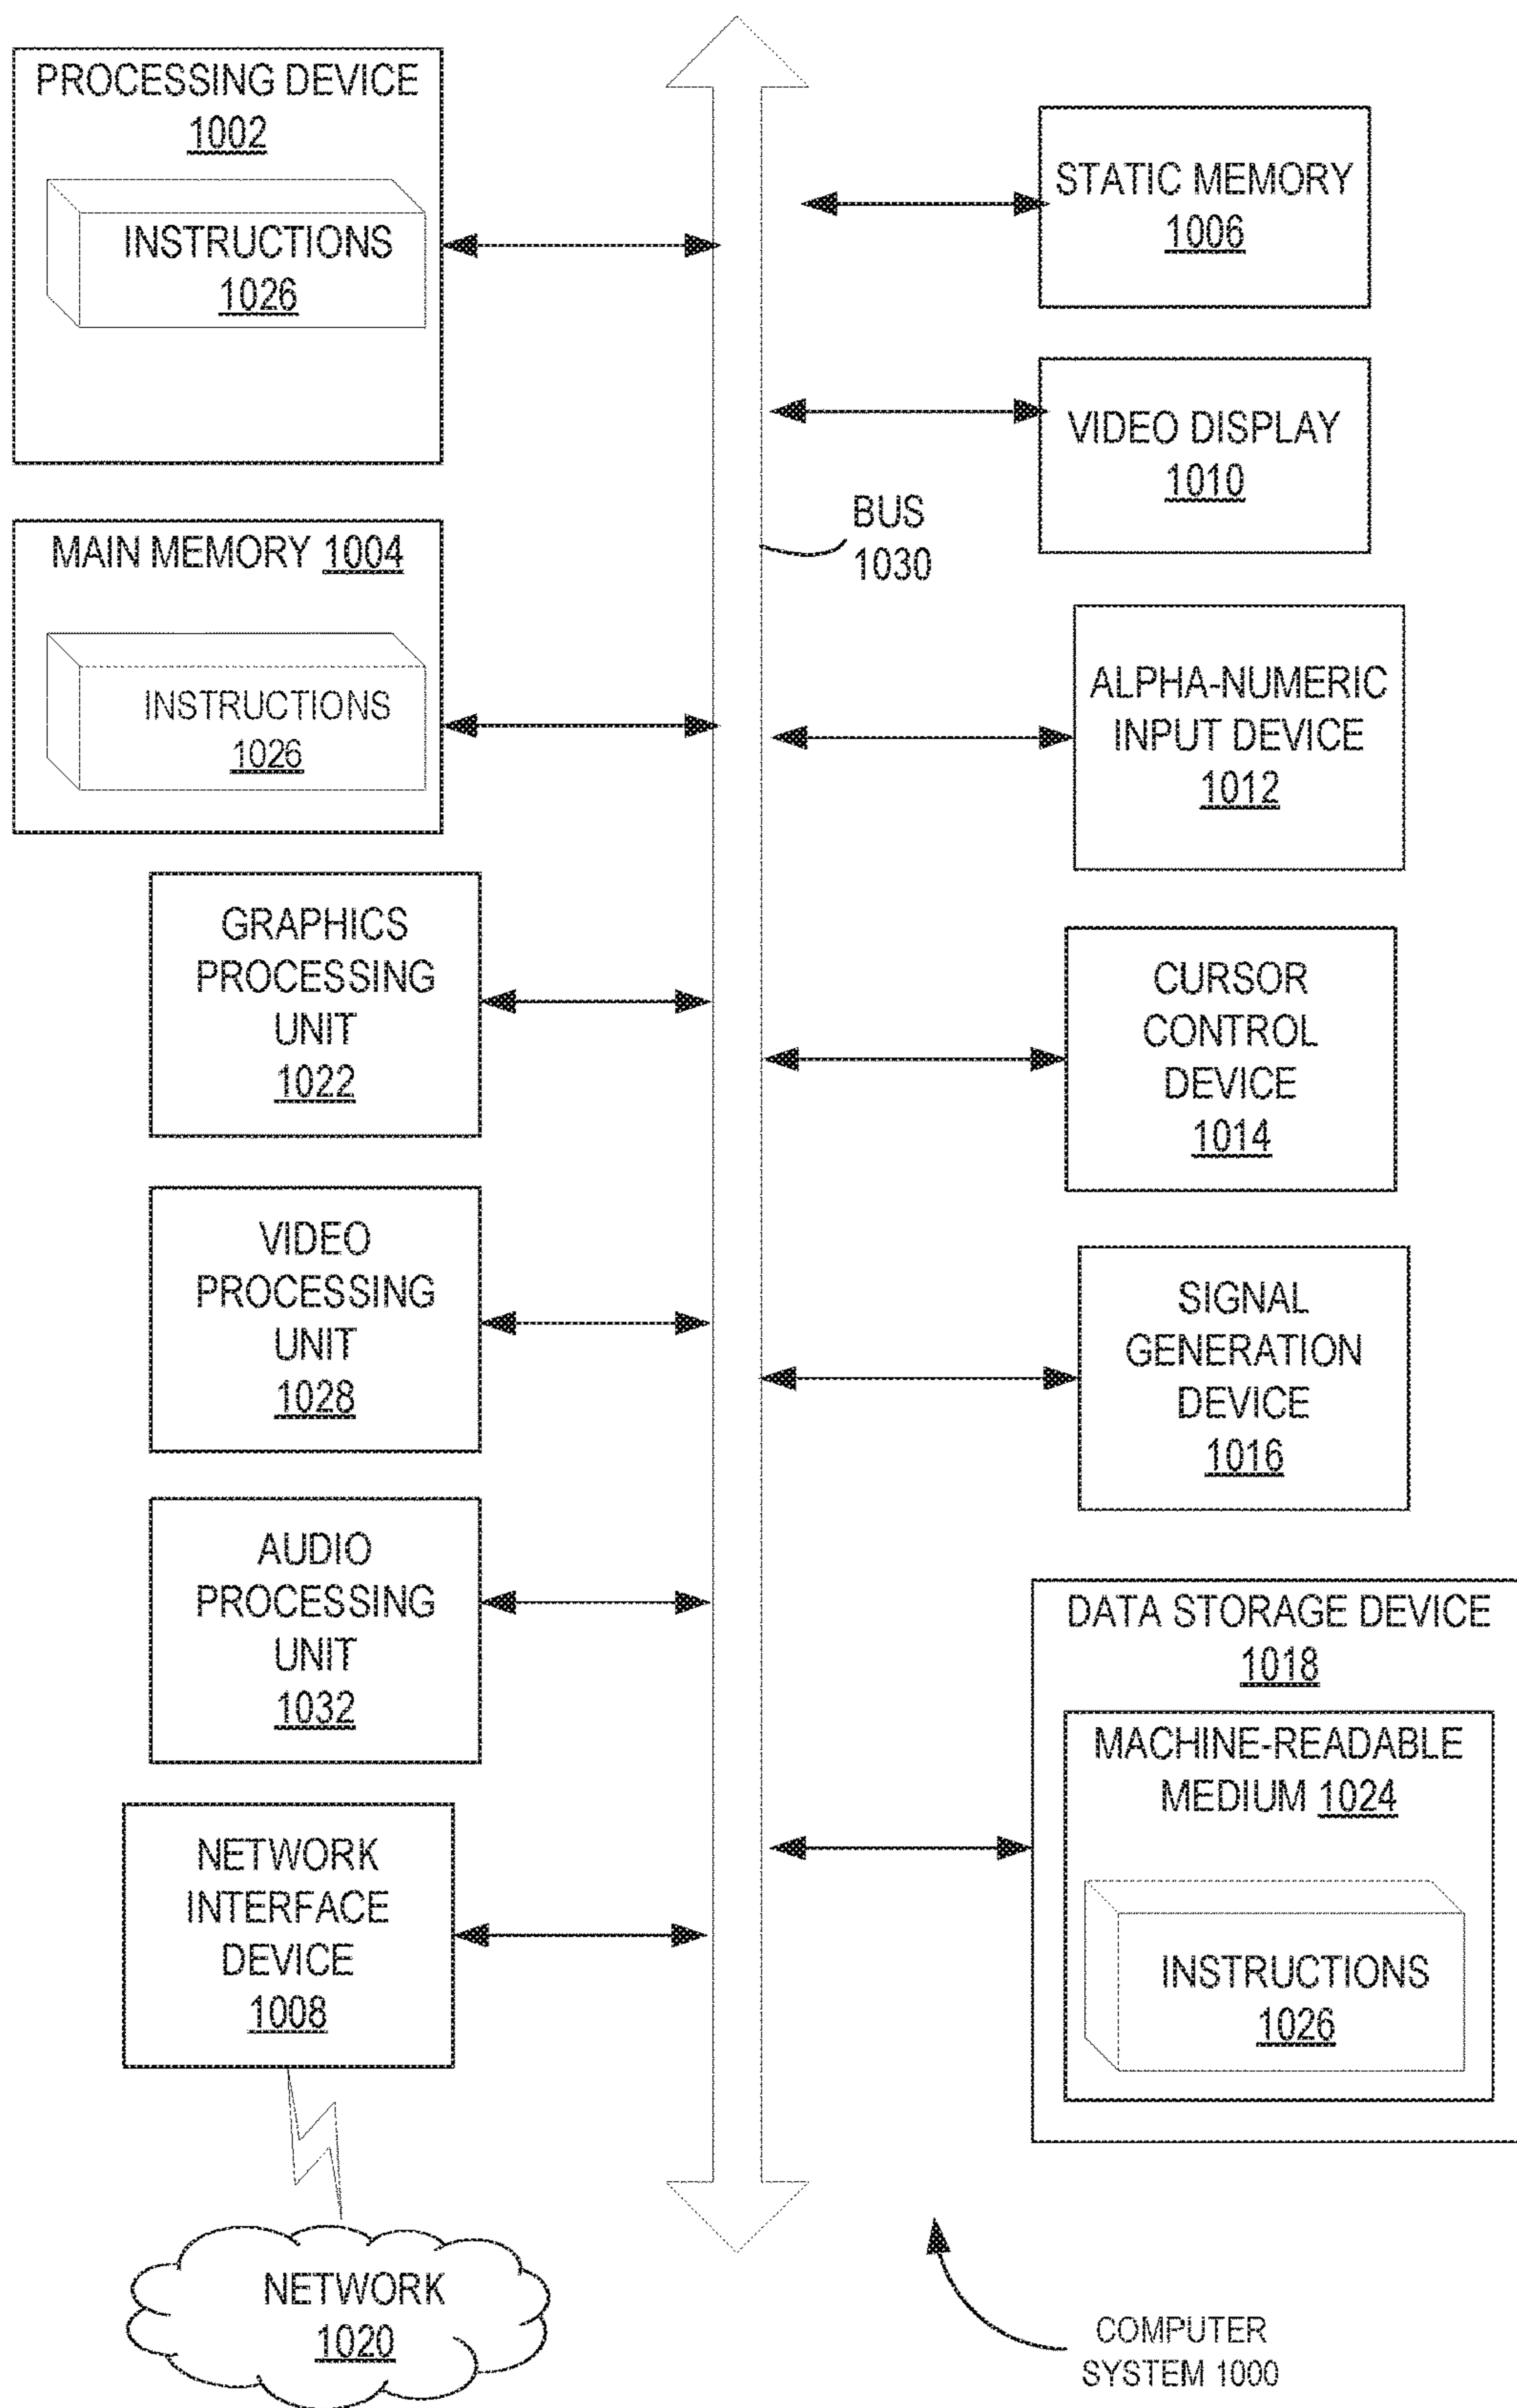 PROCESSING DEVICE
1002
INSTRUCTIONS
1026
MAIN MEMORY 1004
INSTRUCTIONS
1026
GRAPHICS
PROCESSING
UNIT
1022
VIDEO
PROCESSING
UNIT
1028
AUDIO
PROCESSING
UNIT
1032
NETWORK
INTERFACE
DEVICE
1008
NETWORK
1020
BUS
1030
STATIC MEMORY
1006
VIDEO DISPLAY
1010
ALPHA-NUMERIC
INPUT DEVICE
1012
CURSOR
CONTROL
DEVICE
1014
SIGNAL
GENERATION
DEVICE
1016
DATA STORAGE DEVICE
1018
MACHINE-READABLE
MEDIUM 1024
INSTRUCTIONS
1026
COMPUTER
SYSTEM 1000